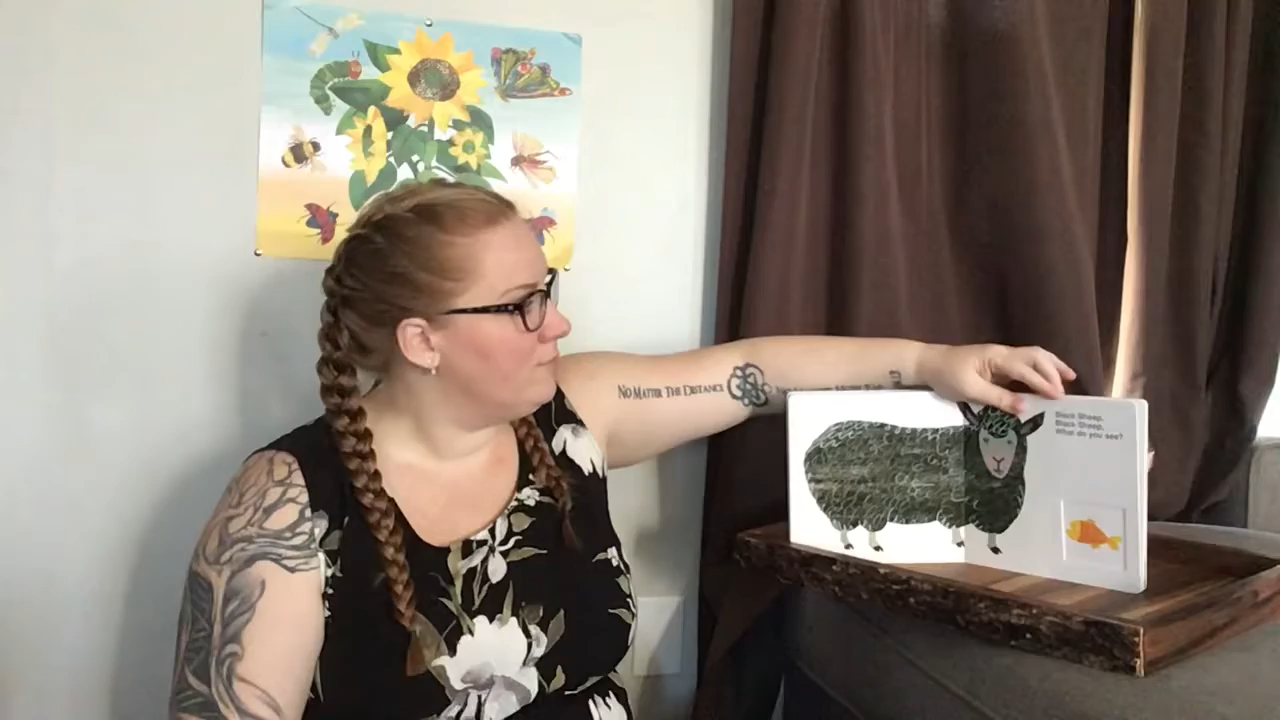 NO MATTER THE DISTANCE
Black Sheep,
Black Sheep,
What do you see?